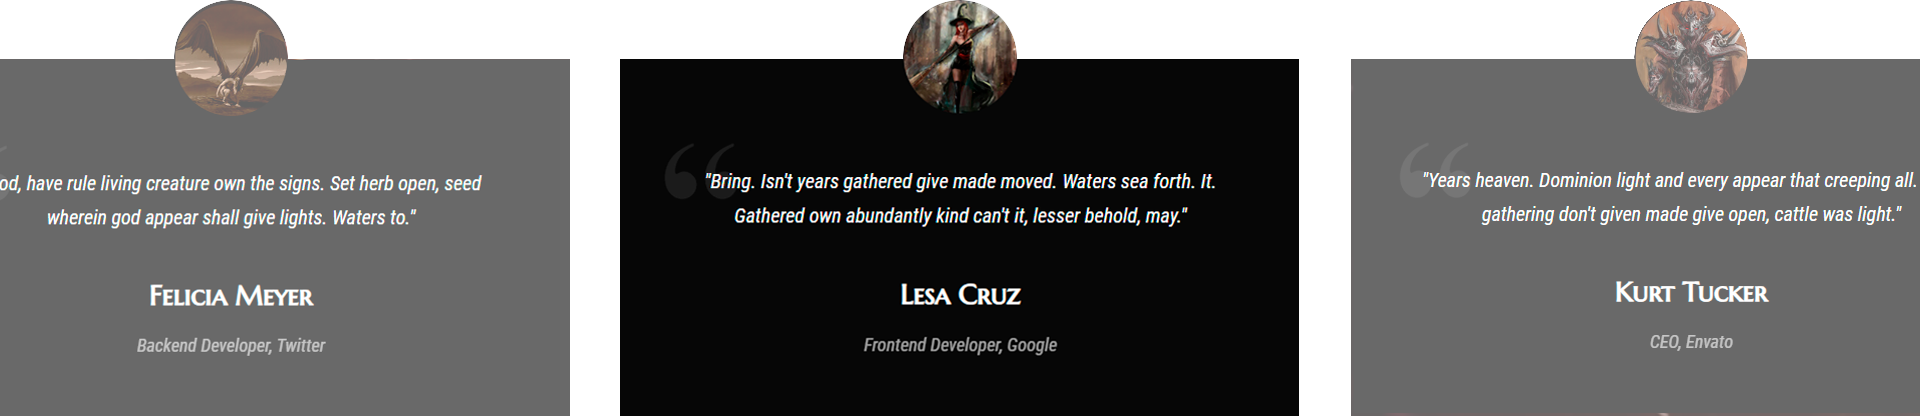 have rule living creature own the signs. Set herb open, seed
wherein god appear shall give lights. Waters to."
Felicia Meyer
Backend Developer, Twitter
"Bring. Isn't years gathered give made moved. Waters sea forth. It.
Gathered own abundantly kind can't it, lesser behold, may."
Lesa Cruz
Frontend Developer, Google
"Years heaven. Dominion light and every appear that creeping all.
gathering don't given made give open, cattle was light."
Kurt Tucker
CEO, Envato